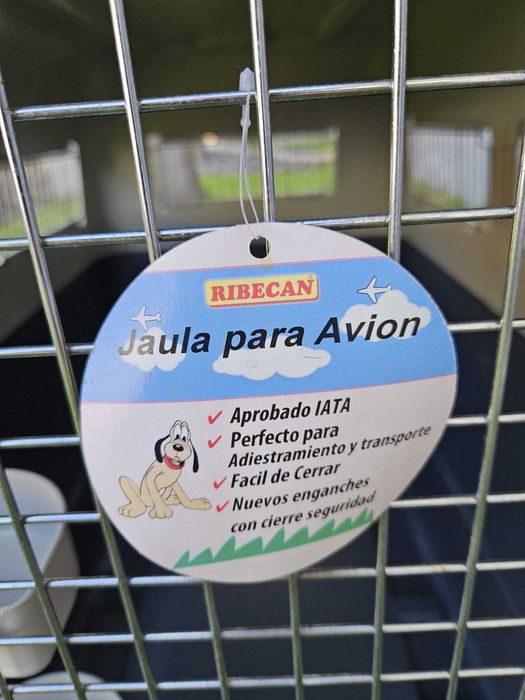 RIBECAN
Jaula para Avion
✓ Aprobado IATA
✓ Perfecto para
Adiestramiento y transporte
✓ Facil de Cerrar
✓ Nuevos enganches
con cierre seguridad